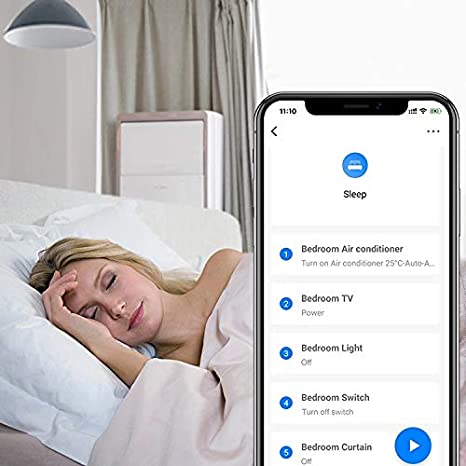 11:10
Sleep
1 Bedroom Air conditioner
Turn on Air conditioner 25°C-Auto-A...
2 Bedroom TV
Power
3 Bedroom Light
Off
4 Bedroom Switch
Turn off switch
5 Bedroom Curtain
Off